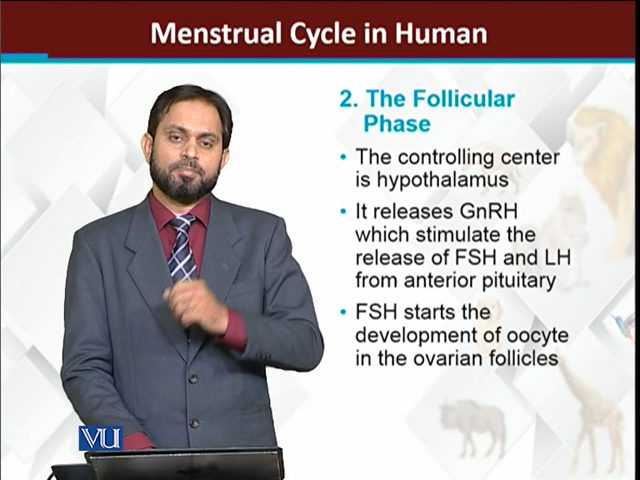 Menstrual Cycle in Human
2. The Follicular
Phase
• The controlling center
is hypothalamus
• It releases GnRH
which stimulate the
release of FSH and LH
from anterior pituitary
• FSH starts the
development of oocyte
in the ovarian follicles
VU